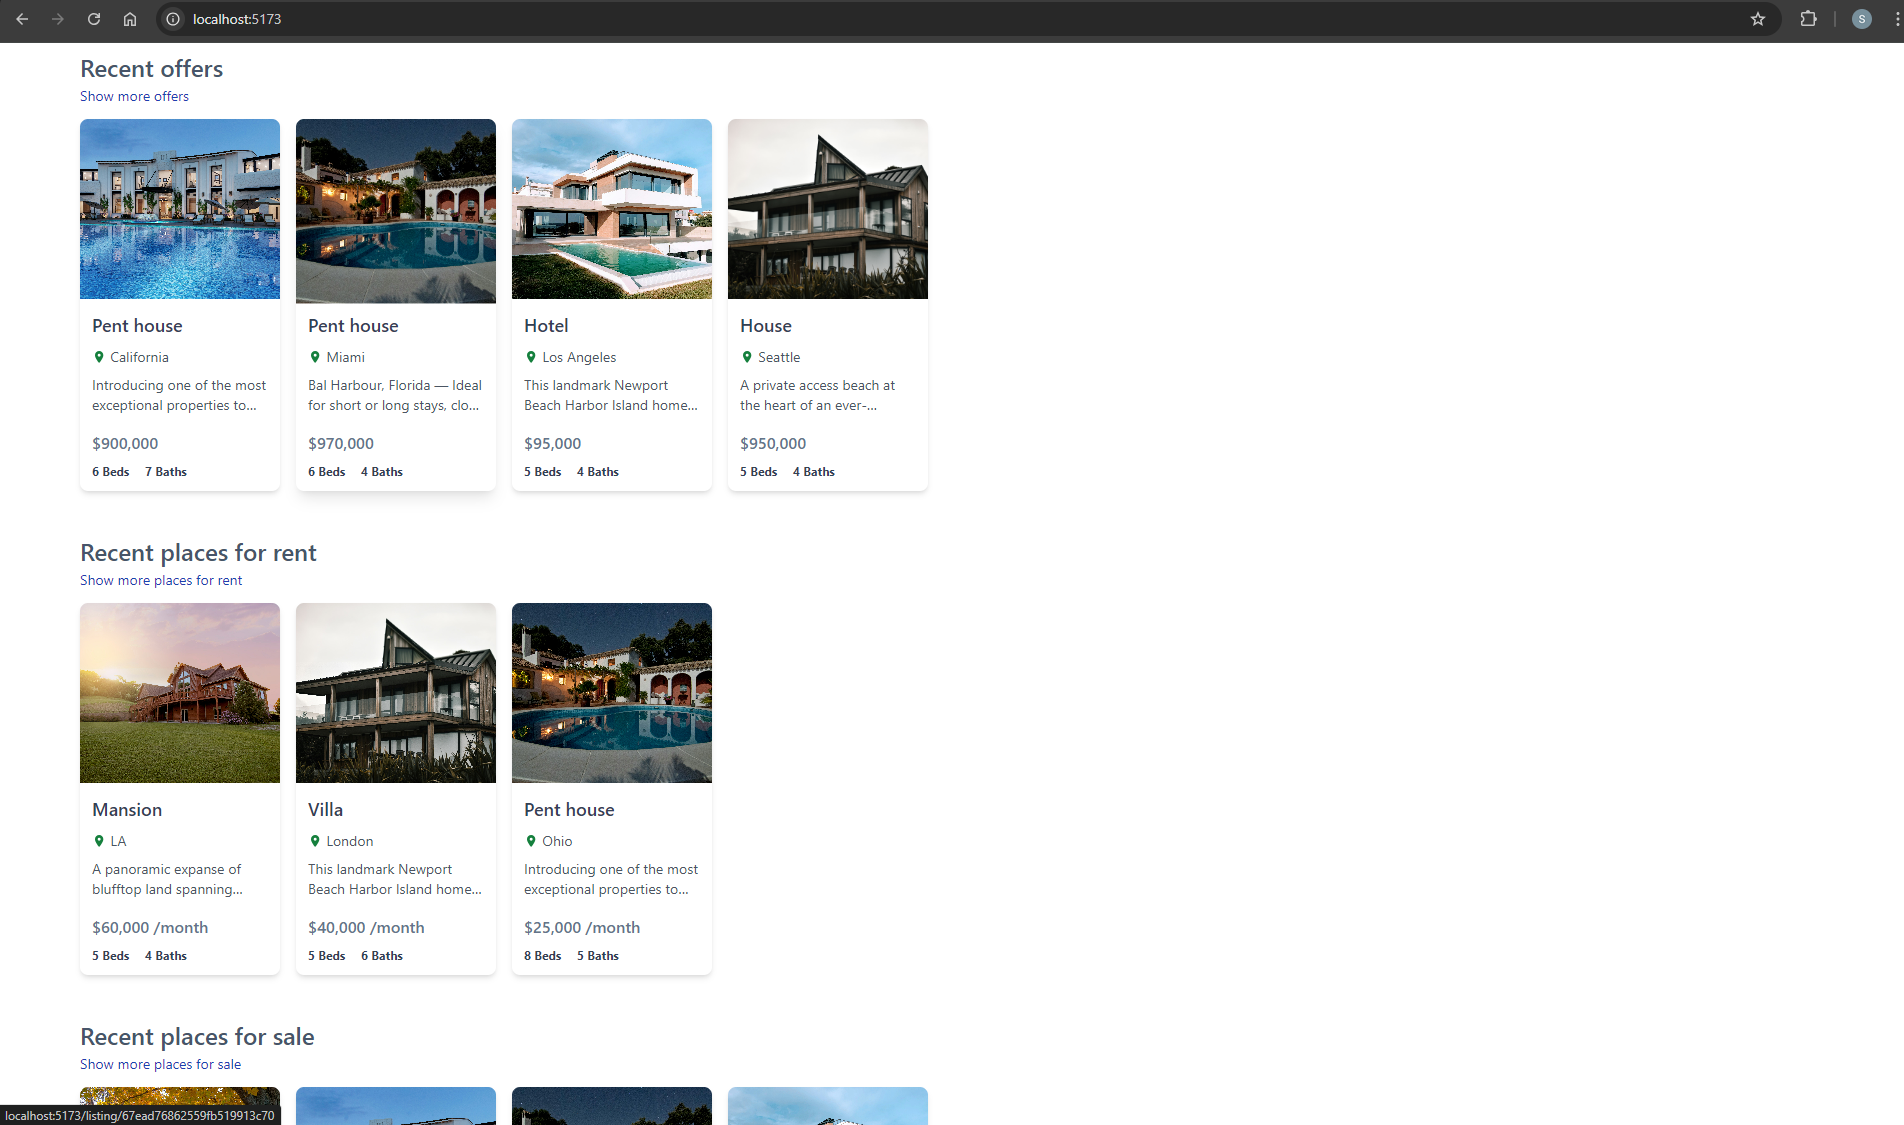 localhost:5173
S
Recent offers
Show more offers
Pent house
California
Introducing one of the most
exceptional properties to...
$900,000
6 Beds 7 Baths
Pent house
Miami
Bal Harbour, Florida — Ideal
for short or long stays, clo...
$970,000
6 Beds 4 Baths
Hotel
Los Angeles
This landmark Newport
Beach Harbor Island home...
$95,000
5 Beds 4 Baths
House
Seattle
A private access beach at
the heart of an ever-...
$950,000
5 Beds 4 Baths
Recent places for rent
Show more places for rent
Mansion
LA
A panoramic expanse of
blufftop land spanning...
$60,000 /month
5 Beds 4 Baths
Villa
London
This landmark Newport
Beach Harbor Island home...
$40,000 /month
5 Beds 6 Baths
Pent house
Ohio
Introducing one of the most
exceptional properties to...
$25,000 /month
8 Beds 5 Baths
Recent places for sale
Show more places for sale
localhost:5173/listing/67ead76862559fb519913c70